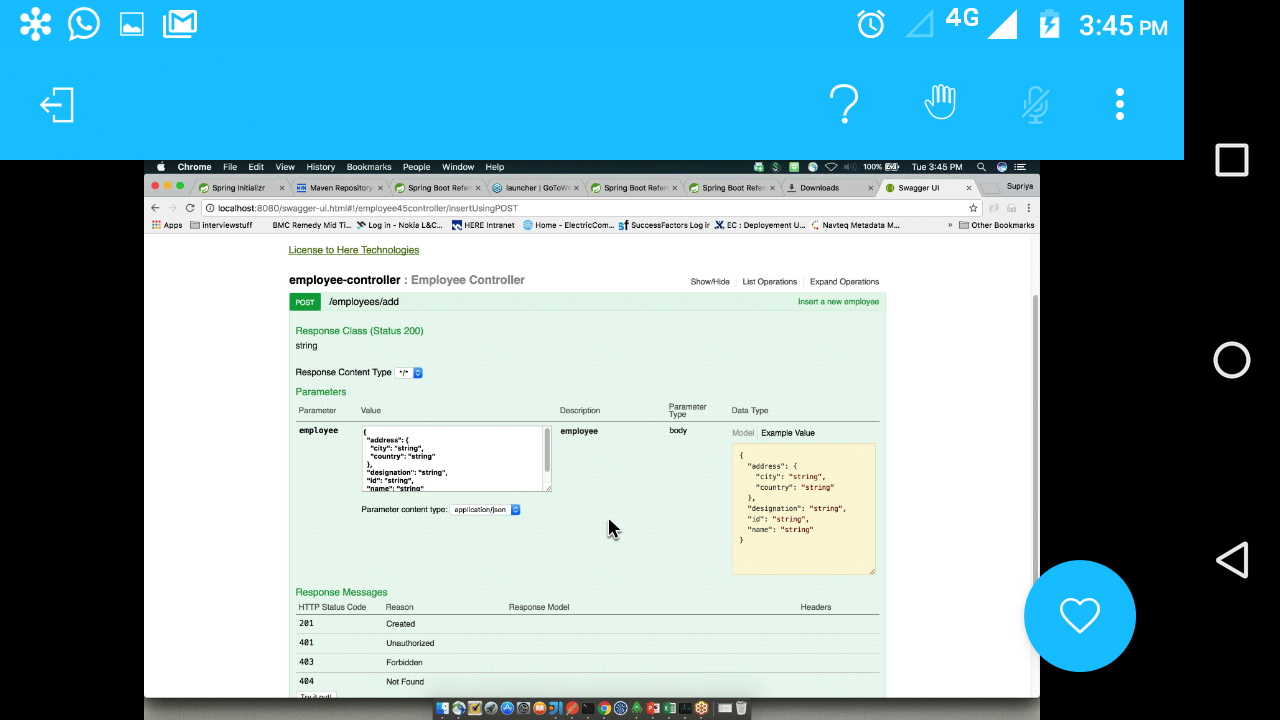 4G 3:45 PM
Chrome File Edit View History Bookmarks People Window Help 100% Tue 3:45 PM
Spring Initializr Maven Repository Spring Boot Refer launcher | GoToWe Spring Boot Refer Spring Boot Refer Downloads Swagger UI Supriya
localhost:8080/swagger-ui.html#!/employee45controller/insertUsingPOST
Apps interviewstuff BMC Remedy Mid Ti... Log in - Nokia L&C... HERE Intranet Home - ElectricCom... SuccessFactors Log ir EC : Deployment U... Navteq Metadata M... » Other Bookmarks
License to Here Technologies
employee-controller : Employee Controller Show/Hide List Operations Expand Operations
POST /employees/add Insert a new employee
Response Class (Status 200)
string
Response Content Type */*
Parameters
Parameter Value Description Parameter Type Data Type
employee employee body Model Example Value
{
"address": {
"city": "string",
"country": "string"
},
"designation": "string",
"id": "string",
"name": "string"
{
"address": {
"city": "string",
"country": "string"
},
"designation": "string",
"id": "string",
"name": "string"
}
Parameter content type: application/json
Response Messages
HTTP Status Code Reason Response Model Headers
201 Created
401 Unauthorized
403 Forbidden
404 Not Found
Try it out!